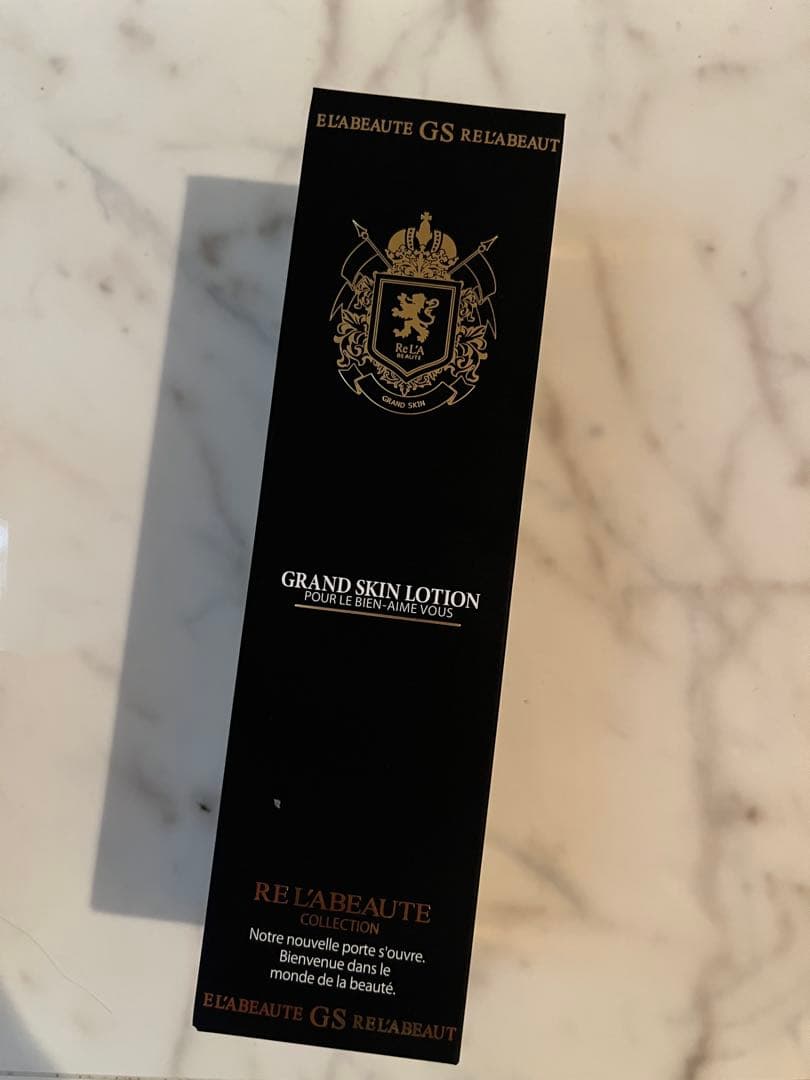 EL'ABEAUTE GS REL'ABEAUT
ReL'A
BEAUTE
GRAND SKIN
GRAND SKIN LOTION
POUR LE BIEN-AIME VOUS
RE L'ABEAUTE
COLLECTION
Notre nouvelle porte s'ouvre.
Bienvenue dans le
monde de la beauté.
EL'ABEAUTE GS REL'ABEAUT